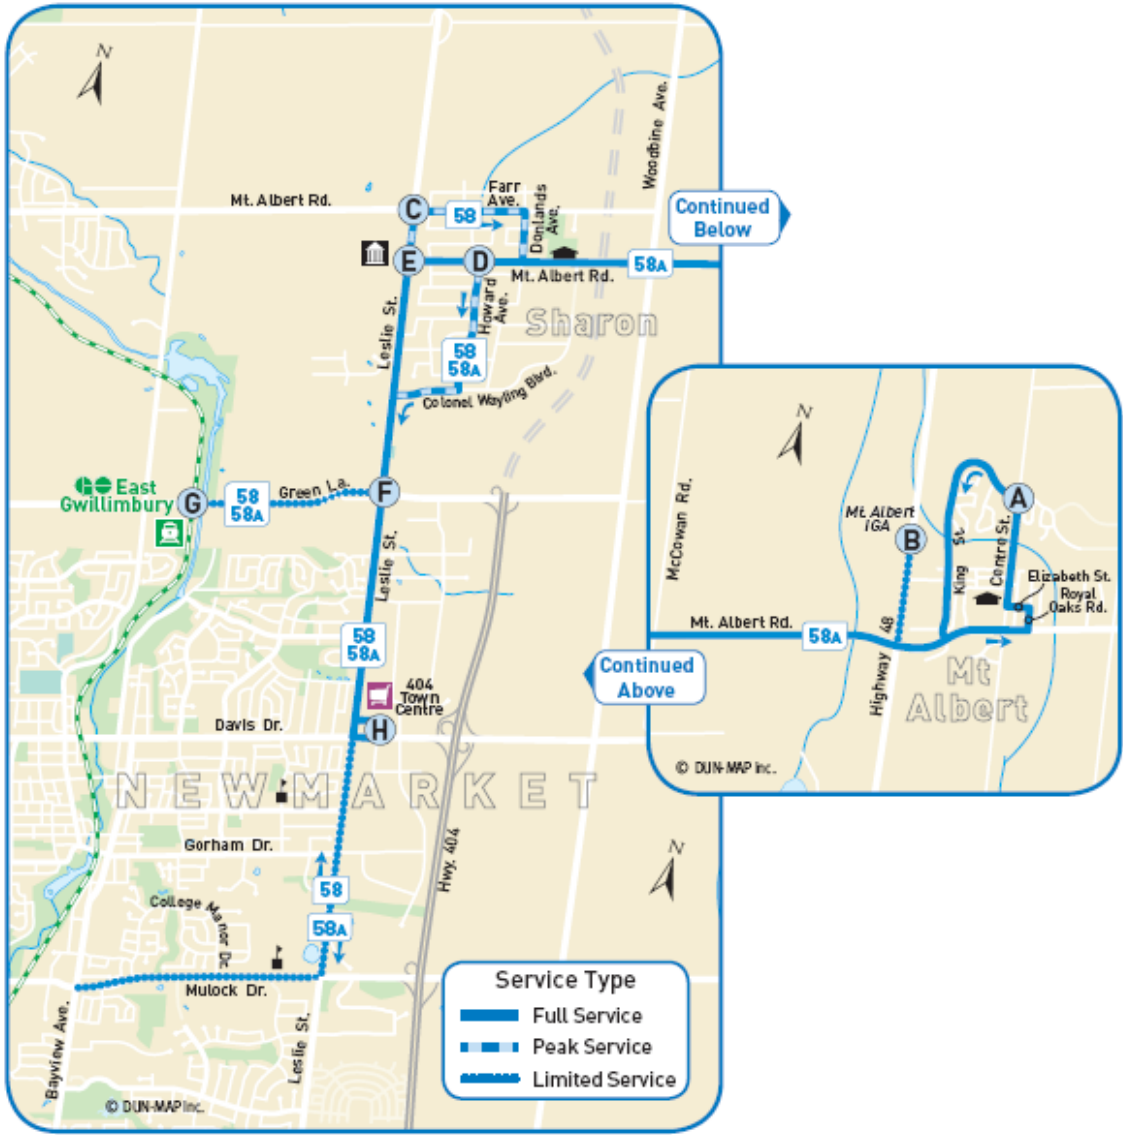 N
Mt. Albert Rd.
C
58
Farr
Ave.
Donlands
Ave.
Woodbine Ave.
Continued
Below
E
D
58A
Mt. Albert Rd.
Leslie St.
Howard
Ave.
Sharon
58
58A
Colonel Wayling Blvd.
East
Gwillimbury
G
58
58A
Green La.
F
Leslie St.
58
58A
404
Town
Centre
Davis Dr.
H
NEWMARKET
Gorham Dr.
Hwy. 404
N
58
College Manor Dr.
58A
Mulock Dr.
Bayview Ave.
Leslie St.
© DUN-MAP Inc.
Service Type
Full Service
Peak Service
Limited Service
N
McCowan Rd.
Mt. Albert
IGA
B
A
King St
Centre St.
Elizabeth St.
Royal
Oaks Rd.
Mt. Albert Rd.
58A
Highway 48
Mt
Albert
Continued
Above
© DUN-MAP Inc.